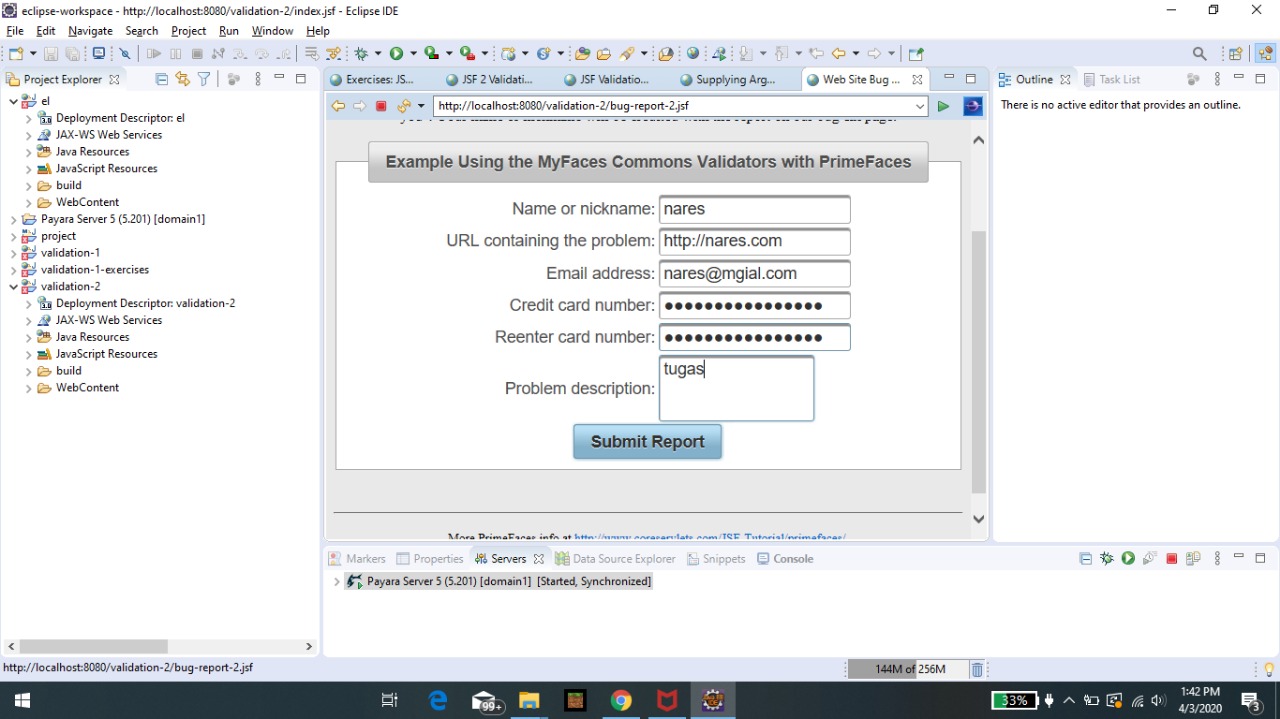 eclipse-workspace - http://localhost:8080/validation-2/index.jsf - Eclipse IDE
File Edit Navigate Search Project Run Window Help
Project Explorer
el
Deployment Descriptor: el
JAX-WS Web Services
Java Resources
JavaScript Resources
build
WebContent
Payara Server 5 (5.201) [domain1]
project
validation-1
validation-1-exercises
validation-2
Deployment Descriptor: validation-2
JAX-WS Web Services
Java Resources
JavaScript Resources
build
WebContent
Exercises: JS... JSF 2 Validati... JSF Validatio... Supplying Arg... Web Site Bug ...
http://localhost:8080/validation-2/bug-report-2.jsf
Example Using the MyFaces Commons Validators with PrimeFaces
Name or nickname: nares
URL containing the problem: http://nares.com
Email address: nares@mgial.com
Credit card number: ●●●●●●●●●●●●●●●●
Reenter card number: ●●●●●●●●●●●●●●●●
Problem description: tugas
Submit Report
More PrimeFaces info at http://www.coreservlets.com/JSF-Tutorial/primefaces/
Outline Task List
There is no active editor that provides an outline.
Markers Properties Servers Data Source Explorer Snippets Console
Payara Server 5 (5.201) [domain1] [Started, Synchronized]
http://localhost:8080/validation-2/bug-report-2.jsf
144M of 256M
99+
33%
1:42 PM
4/3/2020
3